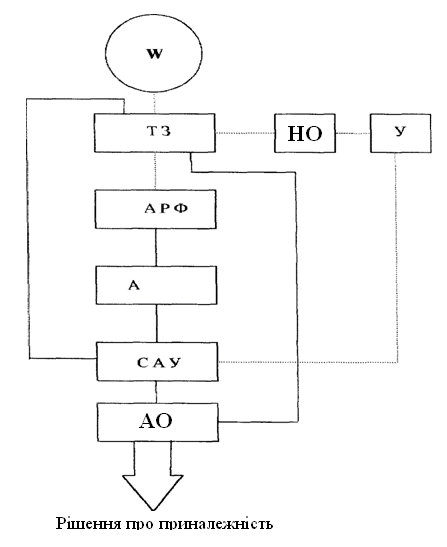 W
ТЗ
НО
У
АРФ
А
САУ
АО
Рішення про приналежність